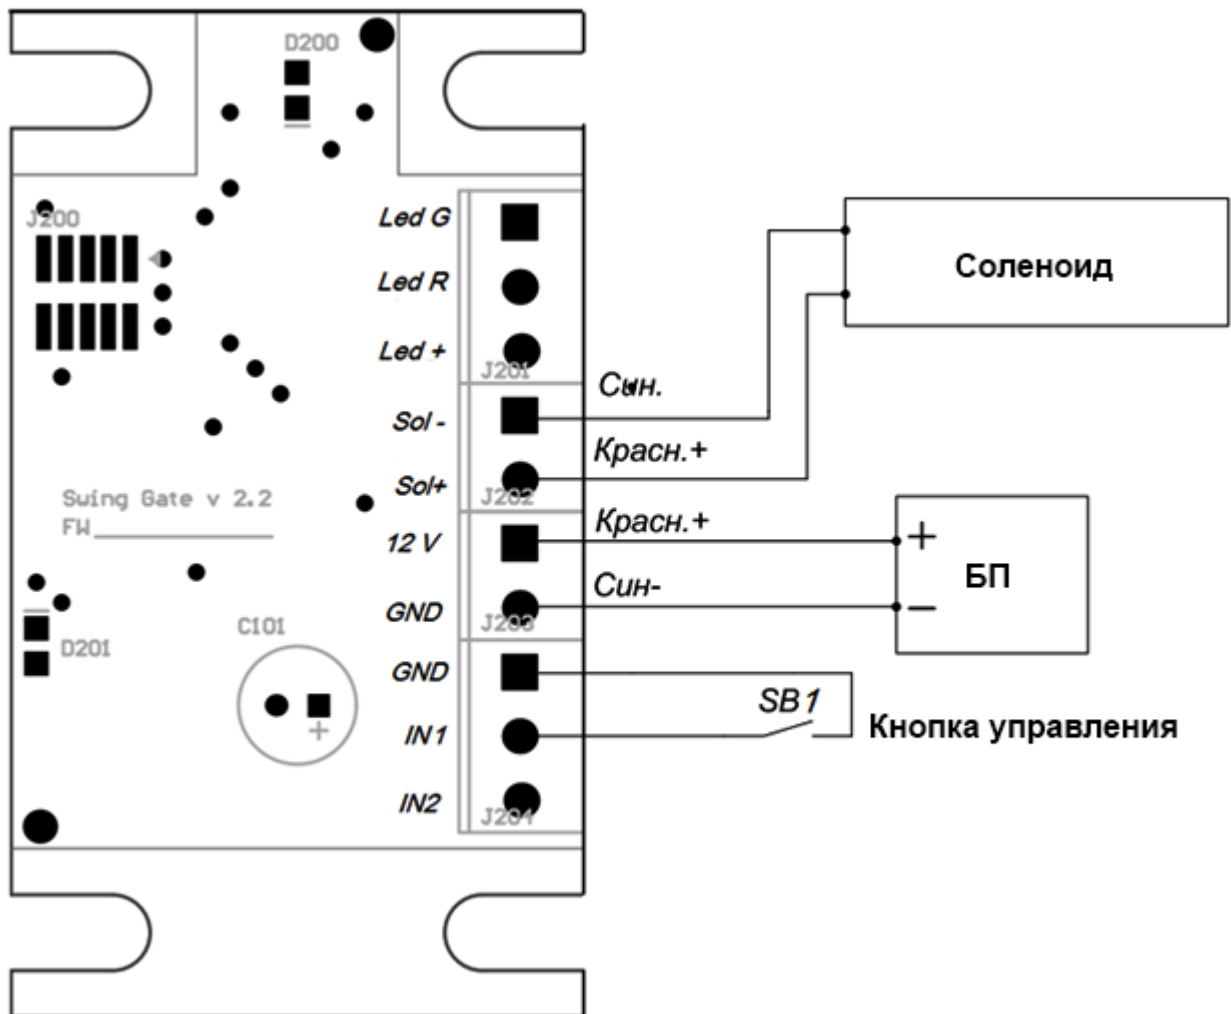 D200
J200
Led G
Led R
Led +
J201
Соленоид
Син.
Sol -
Красн.+
Sol+
J202
Swing Gate v 2.2
FW
Красн.+
12 V
БП
+
Син-
GND
−
J203
C101
D201
GND
SB1
IN1
Кнопка управления
+
IN2
J204